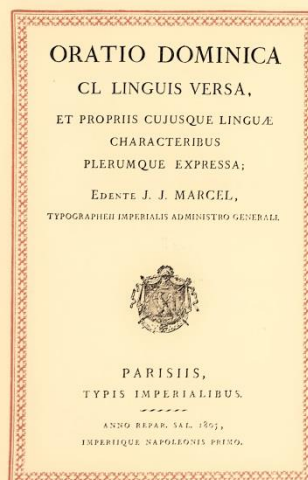 ORATIO DOMINICA
CL LINGUIS VERSA,
ET PROPRIIS CUJUSQUE LINGUÆ
CHARACTERIBUS
PLERUMQUE EXPRESSA;
EDENTE J. J. MARCEL,
TYPOGRAPHEII IMPERIALIS ADMINISTRO GENERALI.
PARISIIS,
TYPIS IMPERIALIBUS.
ANNO REPAR. SAL. 1805,
IMPERIIQUE NAPOLEONIS PRIMO.